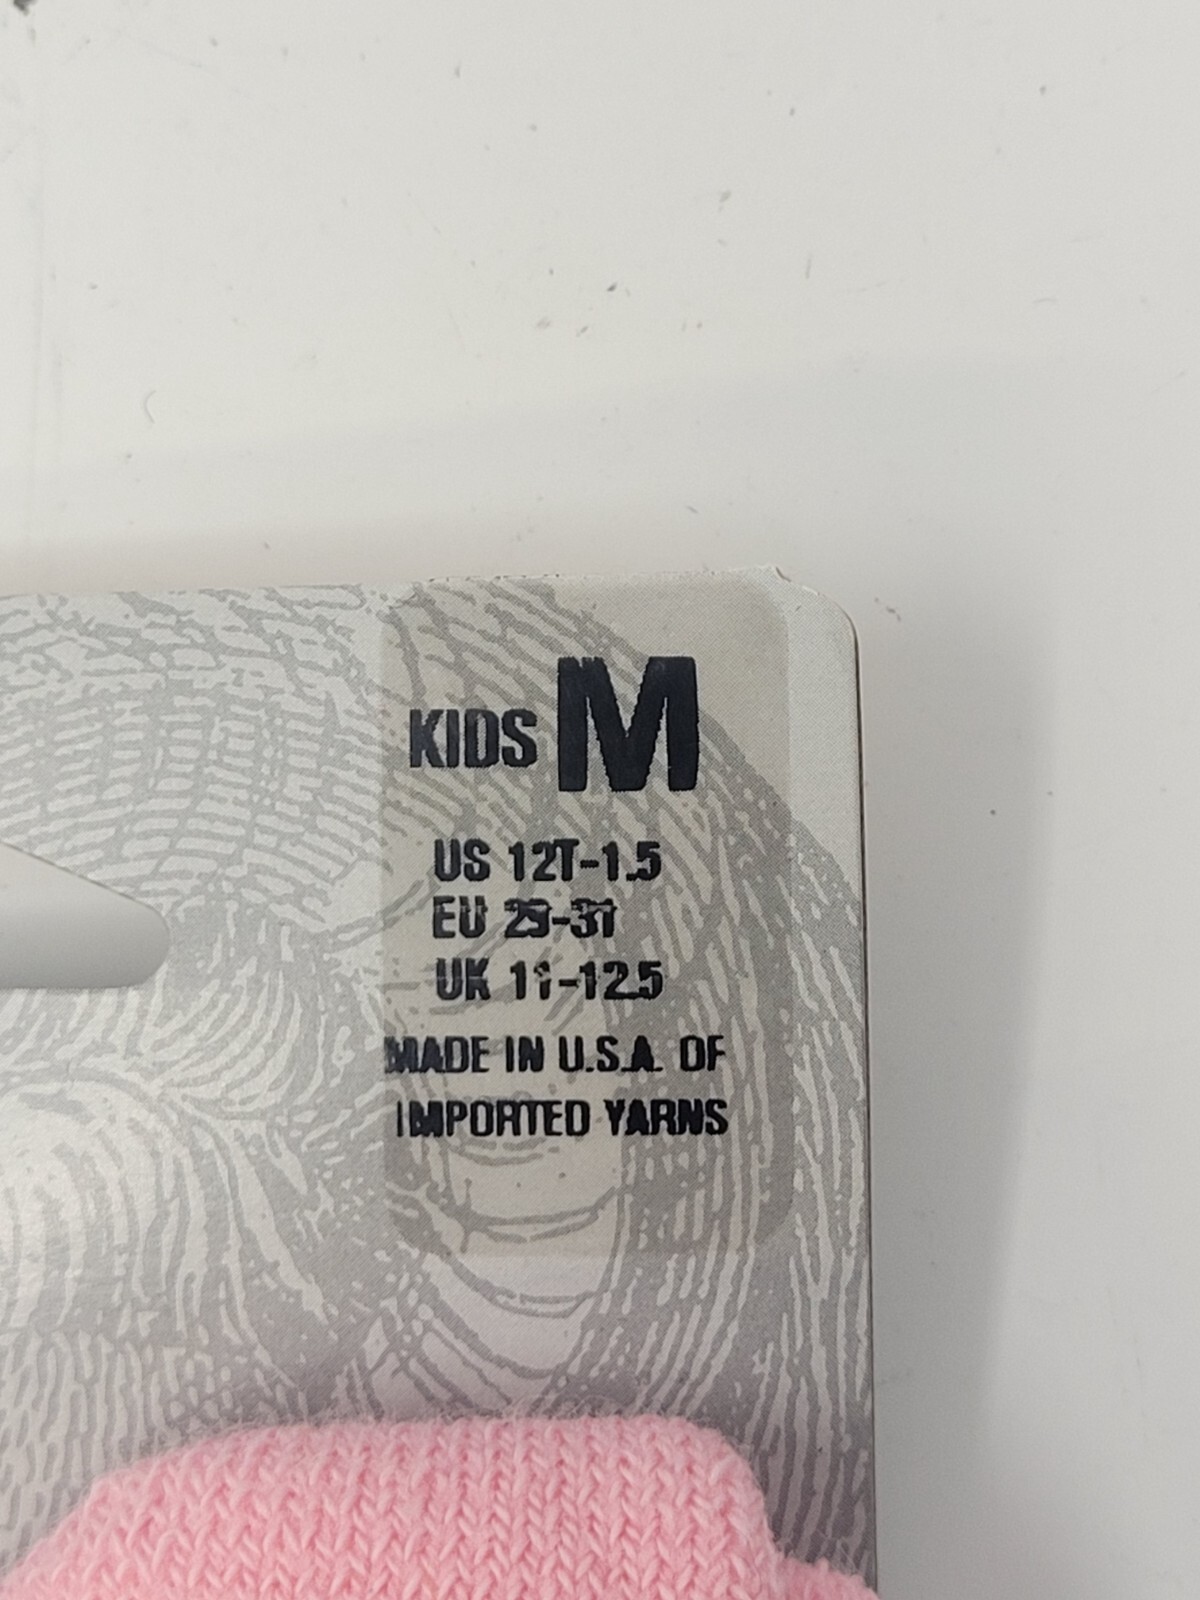 KIDS M
US 12T-1.5
EU 29-31
UK 11-12.5
MADE IN U.S.A. OF
IMPORTED YARNS